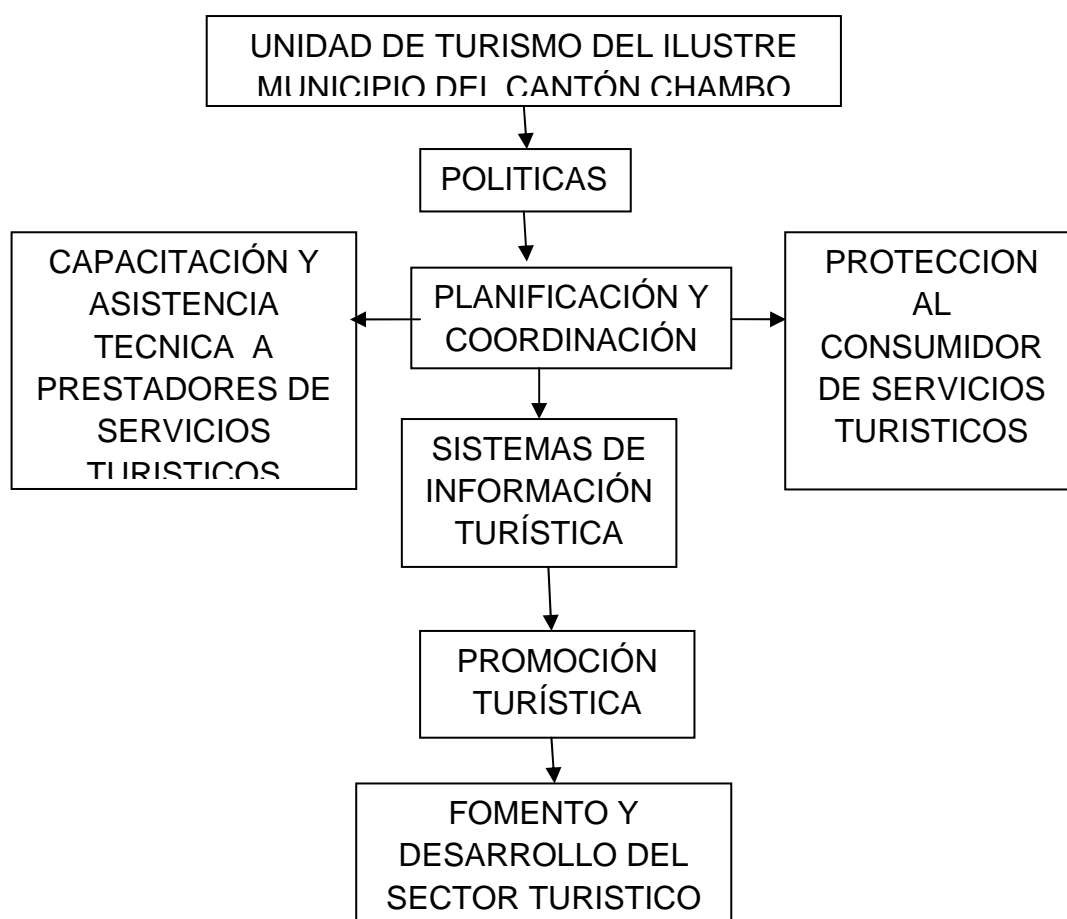 UNIDAD DE TURISMO DEL ILUSTRE
MUNICIPIO DEL CANTÓN CHAMBO
POLITICAS
CAPACITACIÓN Y
ASISTENCIA
TECNICA A
PRESTADORES DE
SERVICIOS
TURISTICOS
PLANIFICACIÓN Y
COORDINACIÓN
PROTECCION
AL
CONSUMIDOR
DE SERVICIOS
TURISTICOS
SISTEMAS DE
INFORMACIÓN
TURÍSTICA
PROMOCIÓN
TURÍSTICA
FOMENTO Y
DESARROLLO DEL
SECTOR TURISTICO